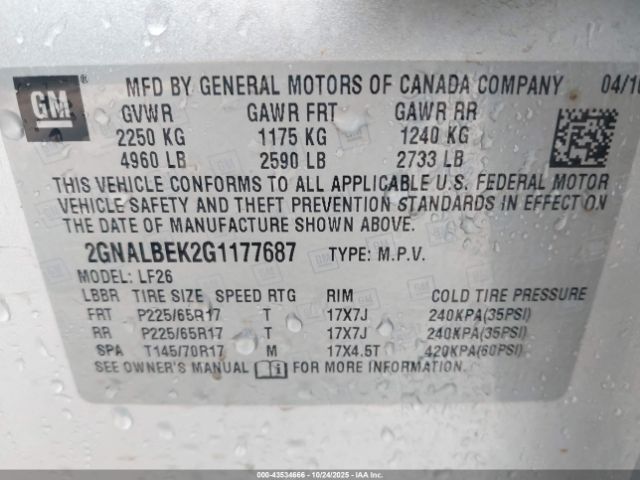 GM ®
MFD BY GENERAL MOTORS OF CANADA COMPANY 04/16
GVWR GAWR FRT GAWR RR
2250 KG 1175 KG 1240 KG
4960 LB 2590 LB 2733 LB
THIS VEHICLE CONFORMS TO ALL APPLICABLE U.S. FEDERAL MOTOR
VEHICLE SAFETY AND THEFT PREVENTION STANDARDS IN EFFECT ON
THE DATE OF MANUFACTURE SHOWN ABOVE.
2GNALBEK2G1177687 TYPE: M.P.V.
MODEL: LF26
LBBR TIRE SIZE SPEED RTG RIM COLD TIRE PRESSURE
FRT P225/65R17 T 17X7J 240KPA(35PSI)
RR P225/65R17 T 17X7J 240KPA(35PSI)
SPA T145/70R17 M 17X4.5T 420KPA(60PSI)
SEE OWNER'S MANUAL FOR MORE INFORMATION.
000-43534666 - 10/24/2025 - IAAI.COM